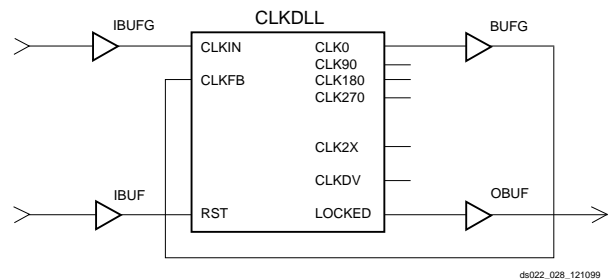 CLKDLL
IBUFG
BUFG
CLKIN
CLK0
CLK90
CLKFB
CLK180
CLK270
CLK2X
CLKDV
IBUF
OBUF
RST
LOCKED
ds022_028_121099